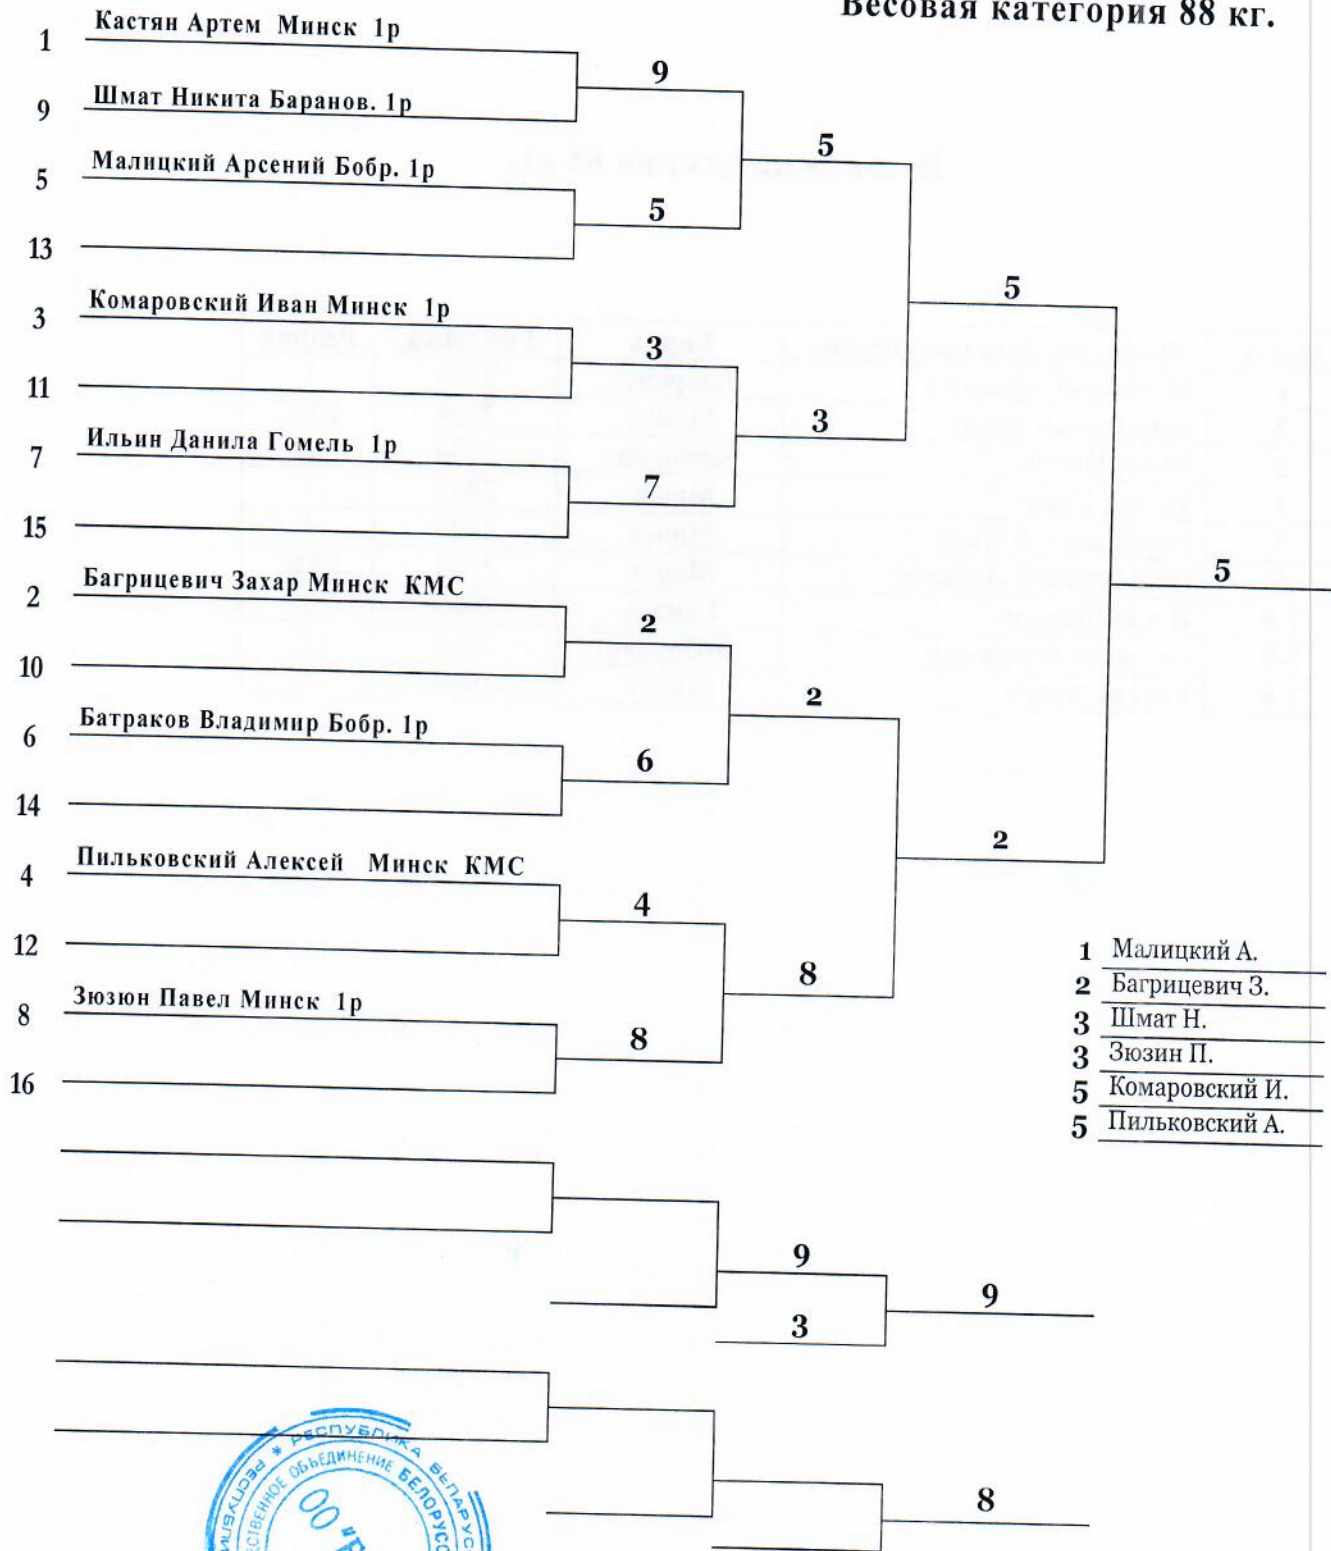 Весовая категория 88 кг.
1 Кастян Артем Минск 1р
9
9 Шмат Никита Баранов. 1р
5
5 Малицкий Арсений Бобр. 1р
5
13
5
3 Комаровский Иван Минск 1р
3
11
3
7 Ильин Данила Гомель 1р
7
15
5
2 Багрицевич Захар Минск КМС
2
10
2
6 Батраков Владимир Бобр. 1р
6
14
2
4 Пильковский Алексей Минск КМС
4
12
8
8 Зюзюн Павел Минск 1р
8
16
1 Малицкий А.
2 Багрицевич З.
3 Шмат Н.
3 Зюзин П.
5 Комаровский И.
5 Пильковский А.
9
9
3
8
РЕСПУБЛИКА БЕЛАРУСЬ
ОБЪЕДИНЕНИЕ
ОО